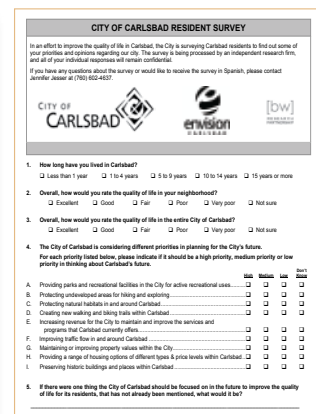 CITY OF CARLSBAD RESIDENT SURVEY
In an effort to improve the quality of life in Carlsbad, the City is surveying Carlsbad residents to find out some of
your priorities and opinions regarding our city. The survey is being processed by an independent research firm,
and all of your individual responses will remain confidential.
If you have any questions about the survey or would like to receive the survey in Spanish, please contact
Jennifer Jesser at (760) 602-4637.
CITY OF
CARLSBAD
envision
CARLSBAD
[bw]
1. How long have you lived in Carlsbad?
❑ Less than 1 year ❑ 1 to 4 years ❑ 5 to 9 years ❑ 10 to 14 years ❑ 15 years or more
2. Overall, how would you rate the quality of life in your neighborhood?
❑ Excellent ❑ Good ❑ Fair ❑ Poor ❑ Very poor ❑ Not sure
3. Overall, how would you rate the quality of life in the entire City of Carlsbad?
❑ Excellent ❑ Good ❑ Fair ❑ Poor ❑ Very poor ❑ Not sure
4. The City of Carlsbad is considering different priorities in planning for the City's future.
For each priority listed below, please indicate if it should be a high priority, medium priority or low
priority in thinking about Carlsbad's future.
Don't
High Medium Low Know
A. Providing parks and recreational facilities in the City for active recreational uses.... ❑ ❑ ❑ ❑
B. Protecting undeveloped areas for hiking and exploring.... ❑ ❑ ❑ ❑
C. Protecting natural habitats in and around Carlsbad.... ❑ ❑ ❑ ❑
D. Creating new walking and biking trails within Carlsbad.... ❑ ❑ ❑ ❑
E. Increasing revenue for the City to maintain and improve the services and
programs that Carlsbad currently offers.... ❑ ❑ ❑ ❑
F. Improving traffic flow in and around Carlsbad.... ❑ ❑ ❑ ❑
G. Maintaining or improving property values within the City.... ❑ ❑ ❑ ❑
H. Providing a range of housing options of different types & price levels within Carlsbad.. ❑ ❑ ❑ ❑
I. Preserving historic buildings and places within Carlsbad.... ❑ ❑ ❑ ❑
5. If there were one thing the City of Carlsbad should be focused on in the future to improve the quality
of life for its residents, that has not already been mentioned, what would it be?